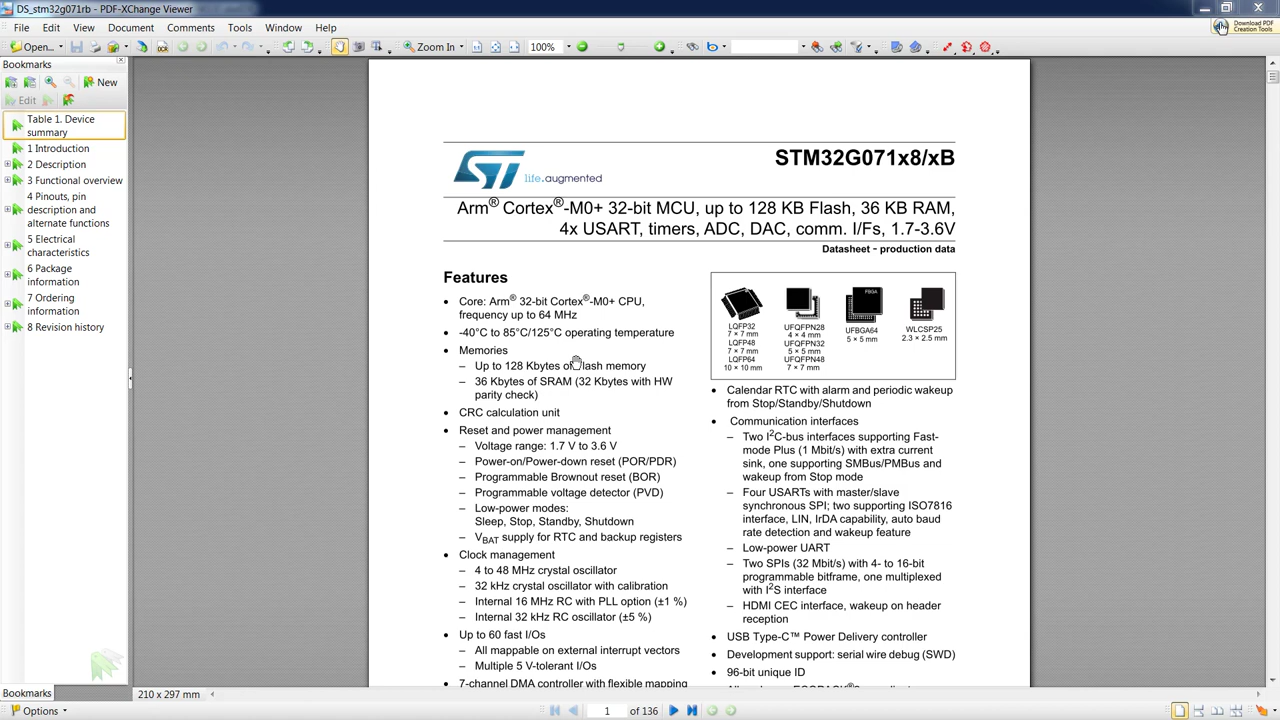 DS_stm32g071rb - PDF-XChange Viewer
File Edit View Document Comments Tools Window Help
Download PDF
Creation Tools
Open... Zoom In 100%
Bookmarks
New
Edit
Table 1. Device
summary
1 Introduction
2 Description
3 Functional overview
4 Pinouts, pin
description and
alternate functions
5 Electrical
characteristics
6 Package
information
7 Ordering
information
8 Revision history
Bookmarks
Options
ST life.augmented
STM32G071x8/xB
Arm® Cortex®-M0+ 32-bit MCU, up to 128 KB Flash, 36 KB RAM,
4x USART, timers, ADC, DAC, comm. I/Fs, 1.7-3.6V
Datasheet - production data
Features
• Core: Arm® 32-bit Cortex®-M0+ CPU,
frequency up to 64 MHz
• -40°C to 85°C/125°C operating temperature
• Memories
– Up to 128 Kbytes of Flash memory
– 36 Kbytes of SRAM (32 Kbytes with HW
parity check)
• CRC calculation unit
• Reset and power management
– Voltage range: 1.7 V to 3.6 V
– Power-on/Power-down reset (POR/PDR)
– Programmable Brownout reset (BOR)
– Programmable voltage detector (PVD)
– Low-power modes:
Sleep, Stop, Standby, Shutdown
– VBAT supply for RTC and backup registers
• Clock management
– 4 to 48 MHz crystal oscillator
– 32 kHz crystal oscillator with calibration
– Internal 16 MHz RC with PLL option (±1 %)
– Internal 32 kHz RC oscillator (±5 %)
• Up to 60 fast I/Os
– All mappable on external interrupt vectors
– Multiple 5 V-tolerant I/Os
• 7-channel DMA controller with flexible mapping
LQFP32
7 × 7 mm
LQFP48
7 × 7 mm
LQFP64
10 × 10 mm
UFQFPN28
4 × 4 mm
UFQFPN32
5 × 5 mm
UFQFPN48
7 × 7 mm
FBGA
UFBGA64
5 × 5 mm
WLCSP25
2.3 × 2.5 mm
• Calendar RTC with alarm and periodic wakeup
from Stop/Standby/Shutdown
• Communication interfaces
– Two I2C-bus interfaces supporting Fast-
mode Plus (1 Mbit/s) with extra current
sink, one supporting SMBus/PMBus and
wakeup from Stop mode
– Four USARTs with master/slave
synchronous SPI; two supporting ISO7816
interface, LIN, IrDA capability, auto baud
rate detection and wakeup feature
– Low-power UART
– Two SPIs (32 Mbit/s) with 4- to 16-bit
programmable bitframe, one multiplexed
with I2S interface
– HDMI CEC interface, wakeup on header
reception
• USB Type-C™ Power Delivery controller
• Development support: serial wire debug (SWD)
• 96-bit unique ID
210 x 297 mm
1 of 136